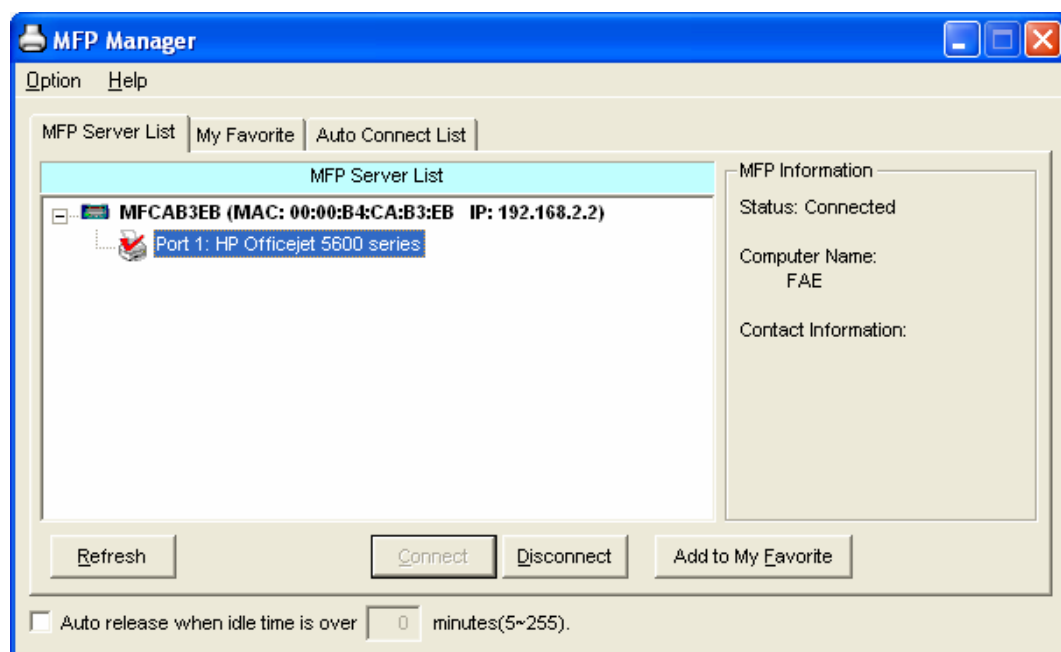 MFP Manager
Option Help
MFP Server List My Favorite Auto Connect List
MFP Server List
MFCAB3EB (MAC: 00:00:B4:CA:B3:EB IP: 192.168.2.2)
Port 1: HP Officejet 5600 series
MFP Information
Status: Connected
Computer Name:
FAE
Contact Information:
Refresh Connect Disconnect Add to My Favorite
Auto release when idle time is over 0 minutes(5~255).